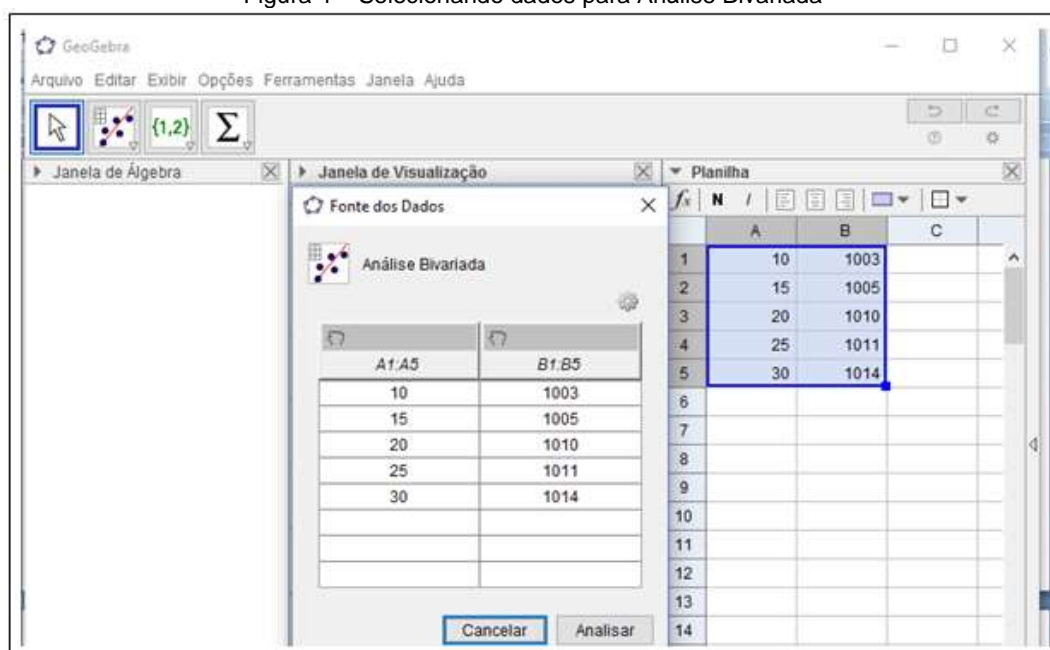 Figura 4 – Selecionando dados para Análise Bivariada
GeoGebra
Arquivo Editar Exibir Opções Ferramentas Janela Ajuda
{1,2} Σ
Janela de Álgebra
Janela de Visualização
Planilha
Fonte dos Dados
fx N I
Análise Bivariada
A B C
1 10 1003
2 15 1005
3 20 1010
4 25 1011
5 30 1014
6
7
8
9
10
11
12
13
14
A1:A5 B1:B5
10 1003
15 1005
20 1010
25 1011
30 1014
Cancelar Analisar